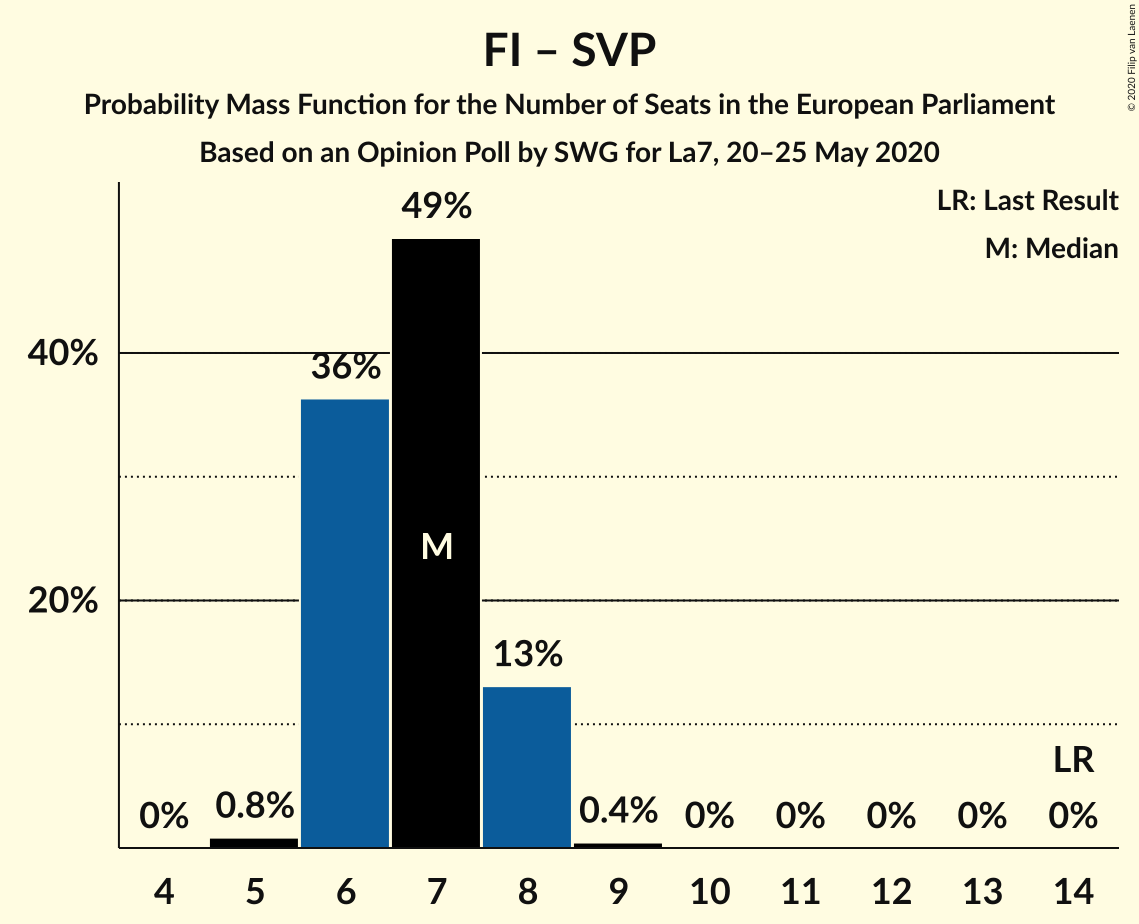 FI – SVP
Probability Mass Function for the Number of Seats in the European Parliament
Based on an Opinion Poll by SWG for La7, 20–25 May 2020
© 2020 Filip van Laenen
LR: Last Result
M: Median
49%
40%
36%
M
20%
13%
LR
0% 0.8% 0.4% 0% 0% 0% 0% 0%
4 5 6 7 8 9 10 11 12 13 14